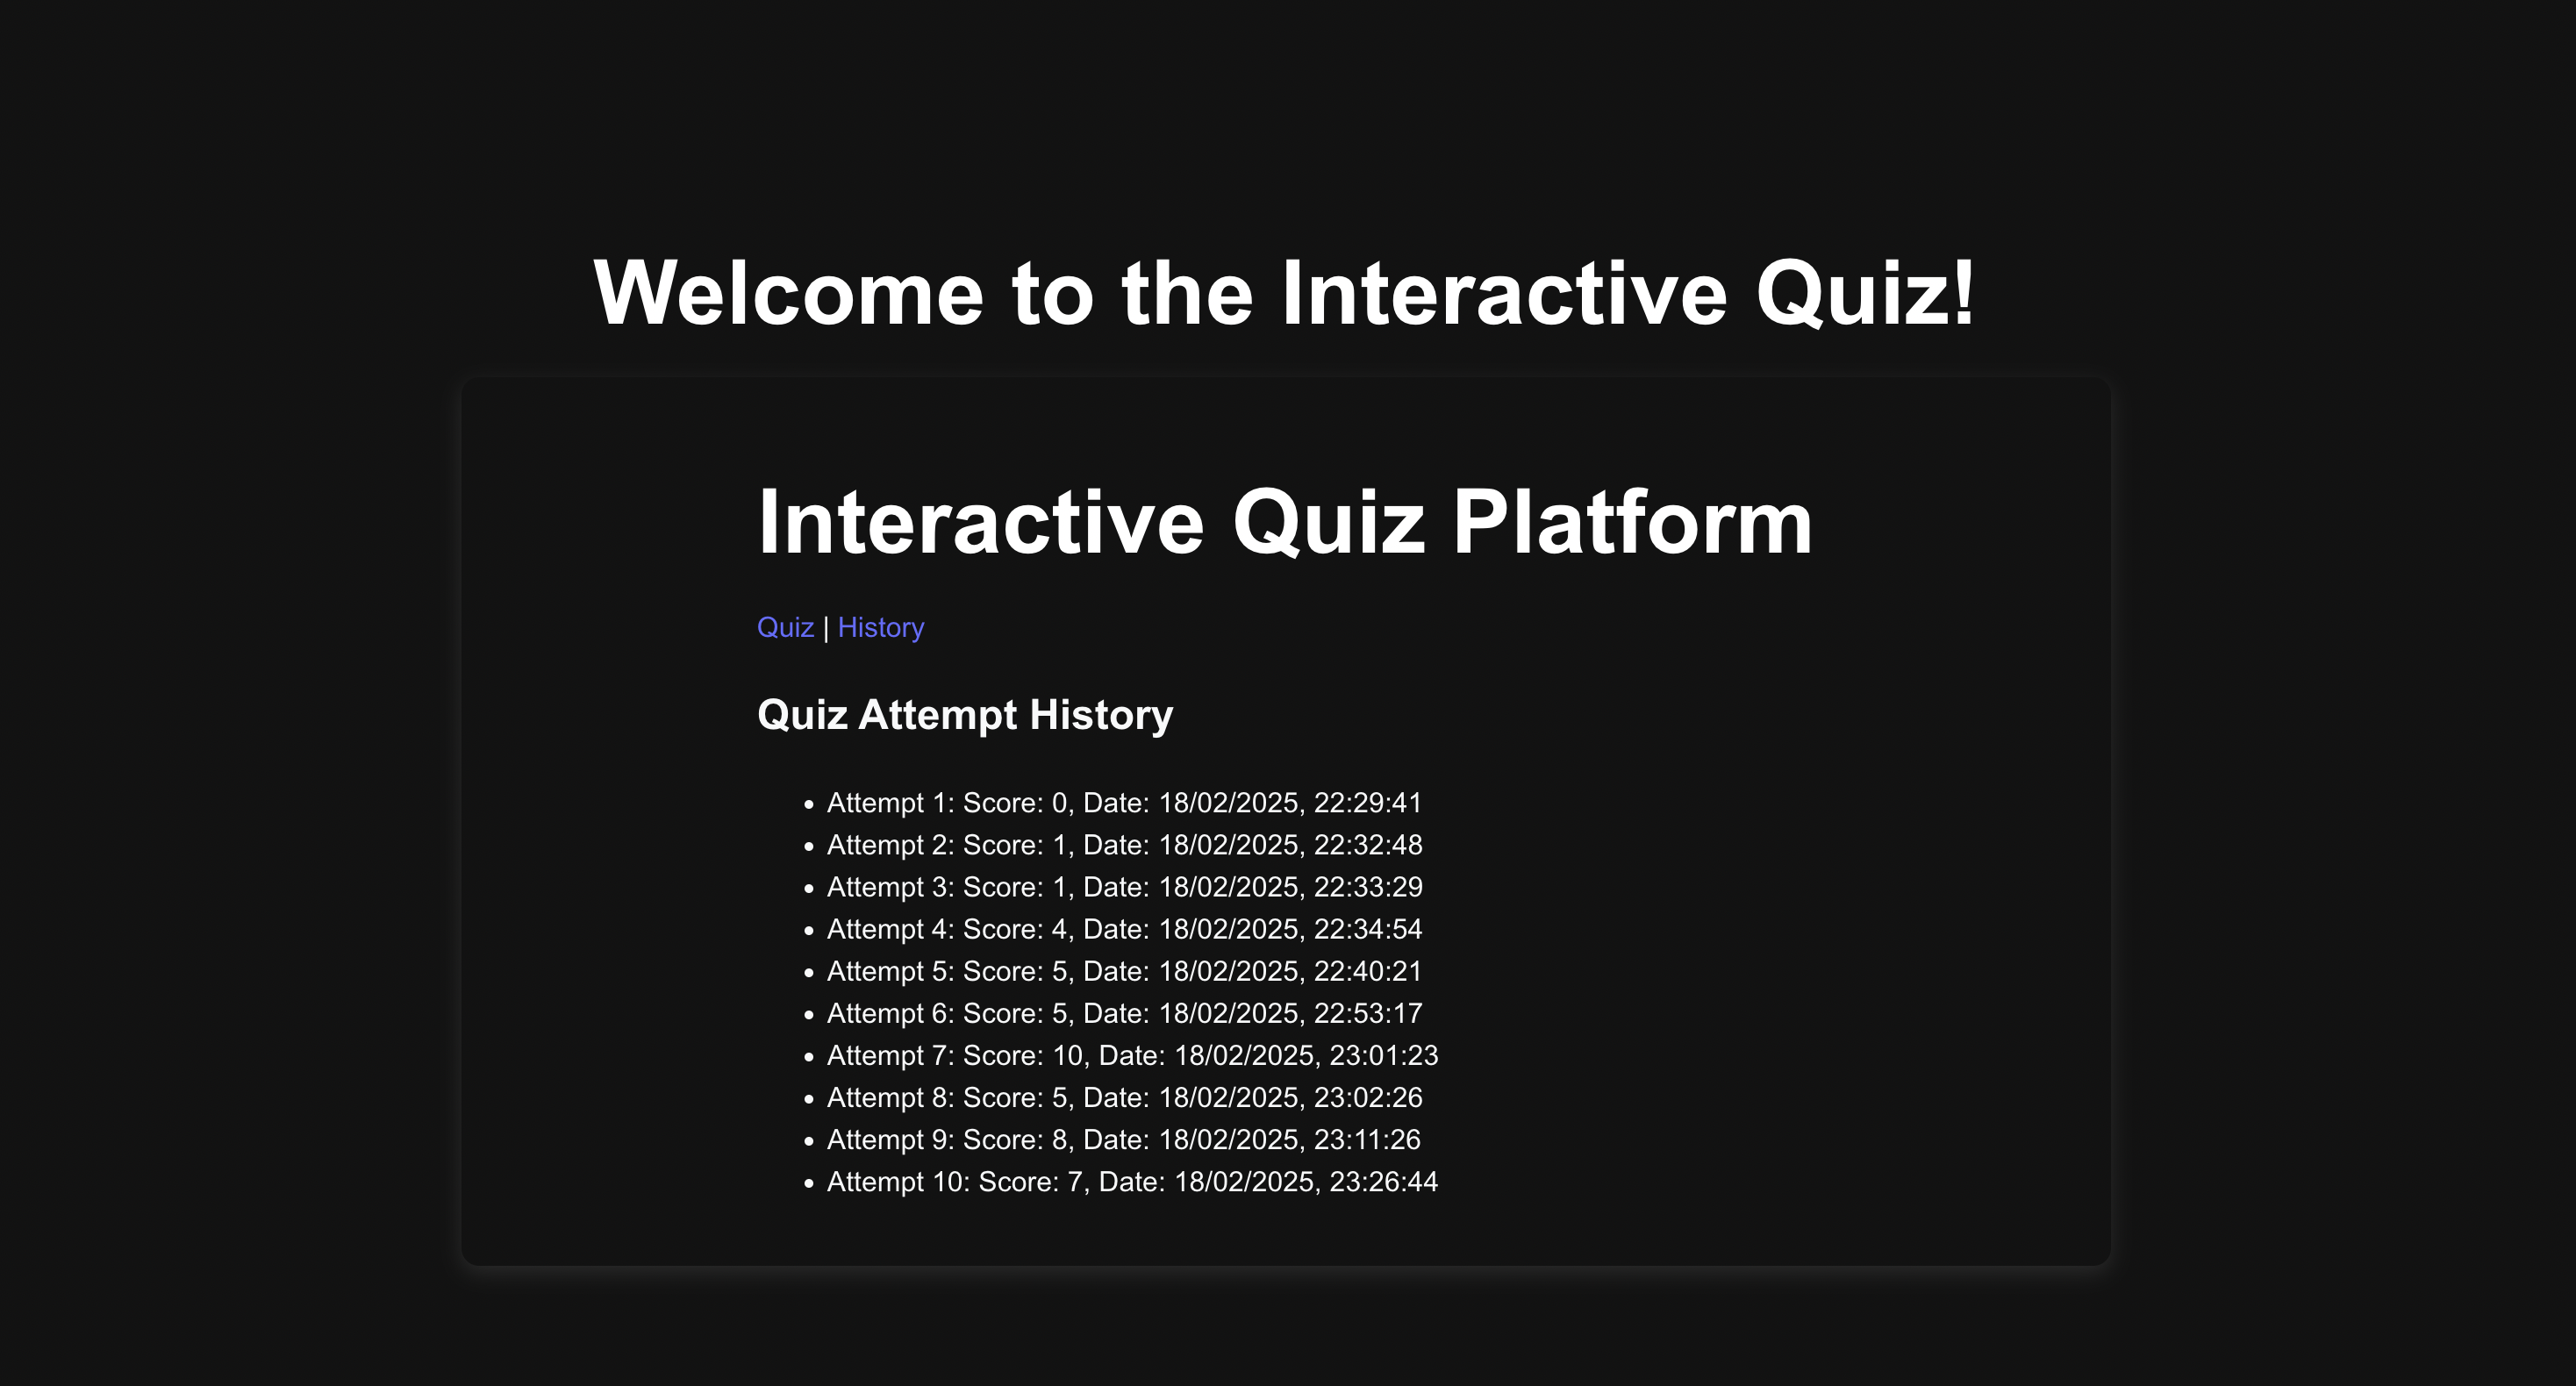 Welcome to the Interactive Quiz!
Interactive Quiz Platform
Quiz | History
Quiz Attempt History
• Attempt 1: Score: 0, Date: 18/02/2025, 22:29:41
• Attempt 2: Score: 1, Date: 18/02/2025, 22:32:48
• Attempt 3: Score: 1, Date: 18/02/2025, 22:33:29
• Attempt 4: Score: 4, Date: 18/02/2025, 22:34:54
• Attempt 5: Score: 5, Date: 18/02/2025, 22:40:21
• Attempt 6: Score: 5, Date: 18/02/2025, 22:53:17
• Attempt 7: Score: 10, Date: 18/02/2025, 23:01:23
• Attempt 8: Score: 5, Date: 18/02/2025, 23:02:26
• Attempt 9: Score: 8, Date: 18/02/2025, 23:11:26
• Attempt 10: Score: 7, Date: 18/02/2025, 23:26:44